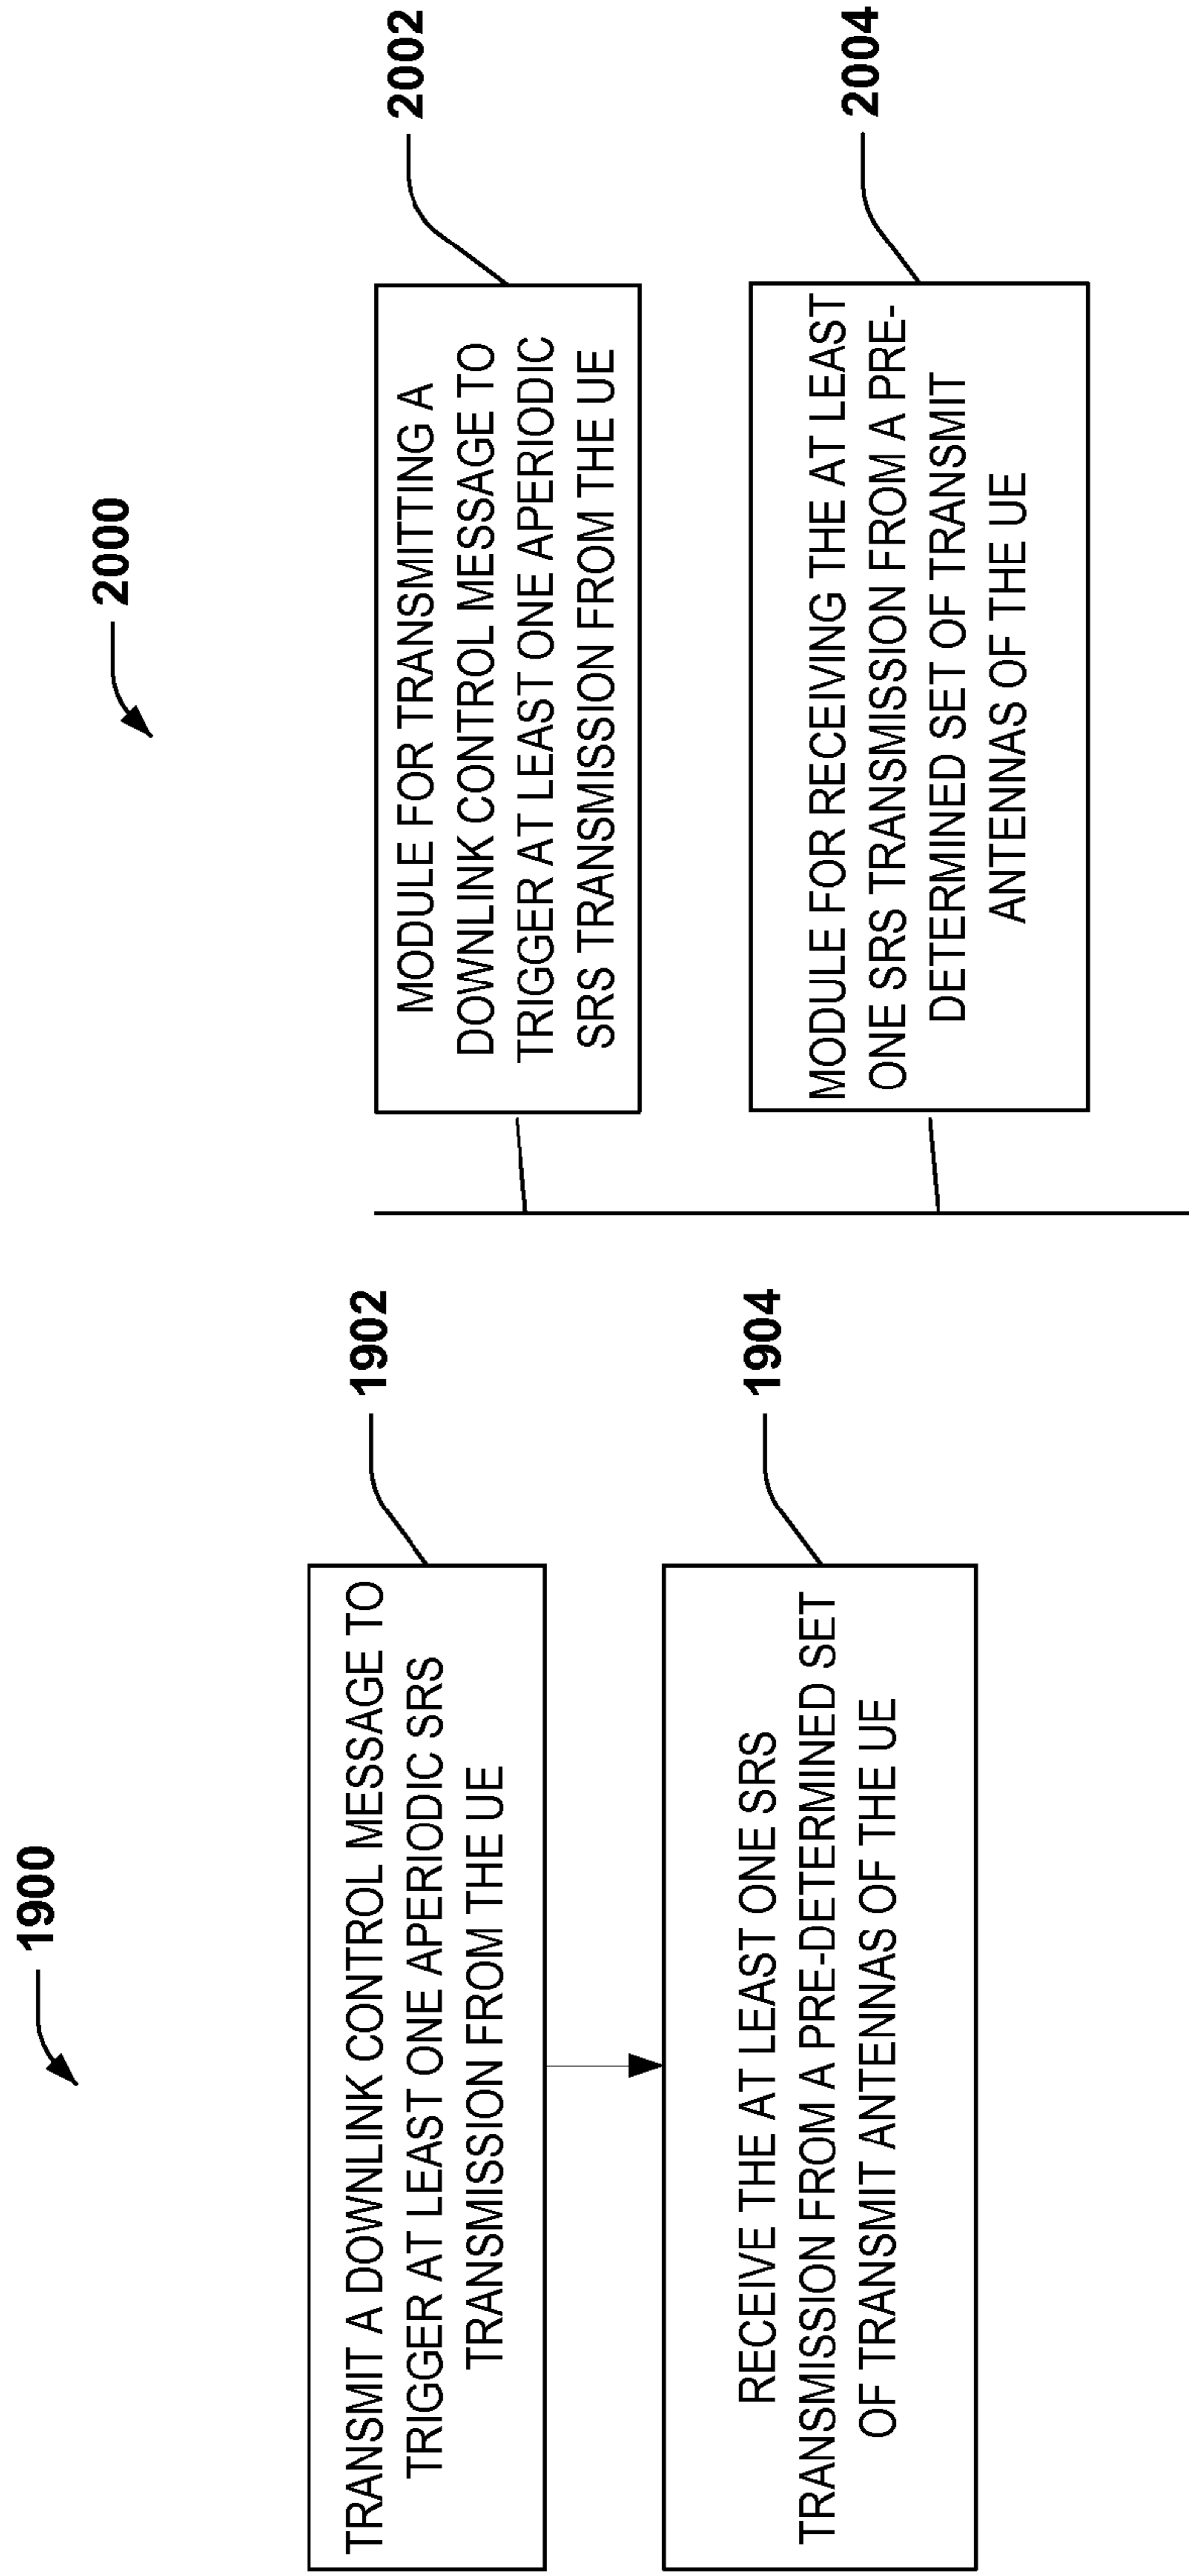 1900
TRANSMIT A DOWNLINK CONTROL MESSAGE TO
TRIGGER AT LEAST ONE APERIODIC SRS
TRANSMISSION FROM THE UE
1902
RECEIVE THE AT LEAST ONE SRS
TRANSMISSION FROM A PRE-DETERMINED SET
OF TRANSMIT ANTENNAS OF THE UE
1904
2000
MODULE FOR TRANSMITTING A
DOWNLINK CONTROL MESSAGE TO
TRIGGER AT LEAST ONE APERIODIC
SRS TRANSMISSION FROM THE UE
2002
MODULE FOR RECEIVING THE AT LEAST
ONE SRS TRANSMISSION FROM A PRE-
DETERMINED SET OF TRANSMIT
ANTENNAS OF THE UE
2004